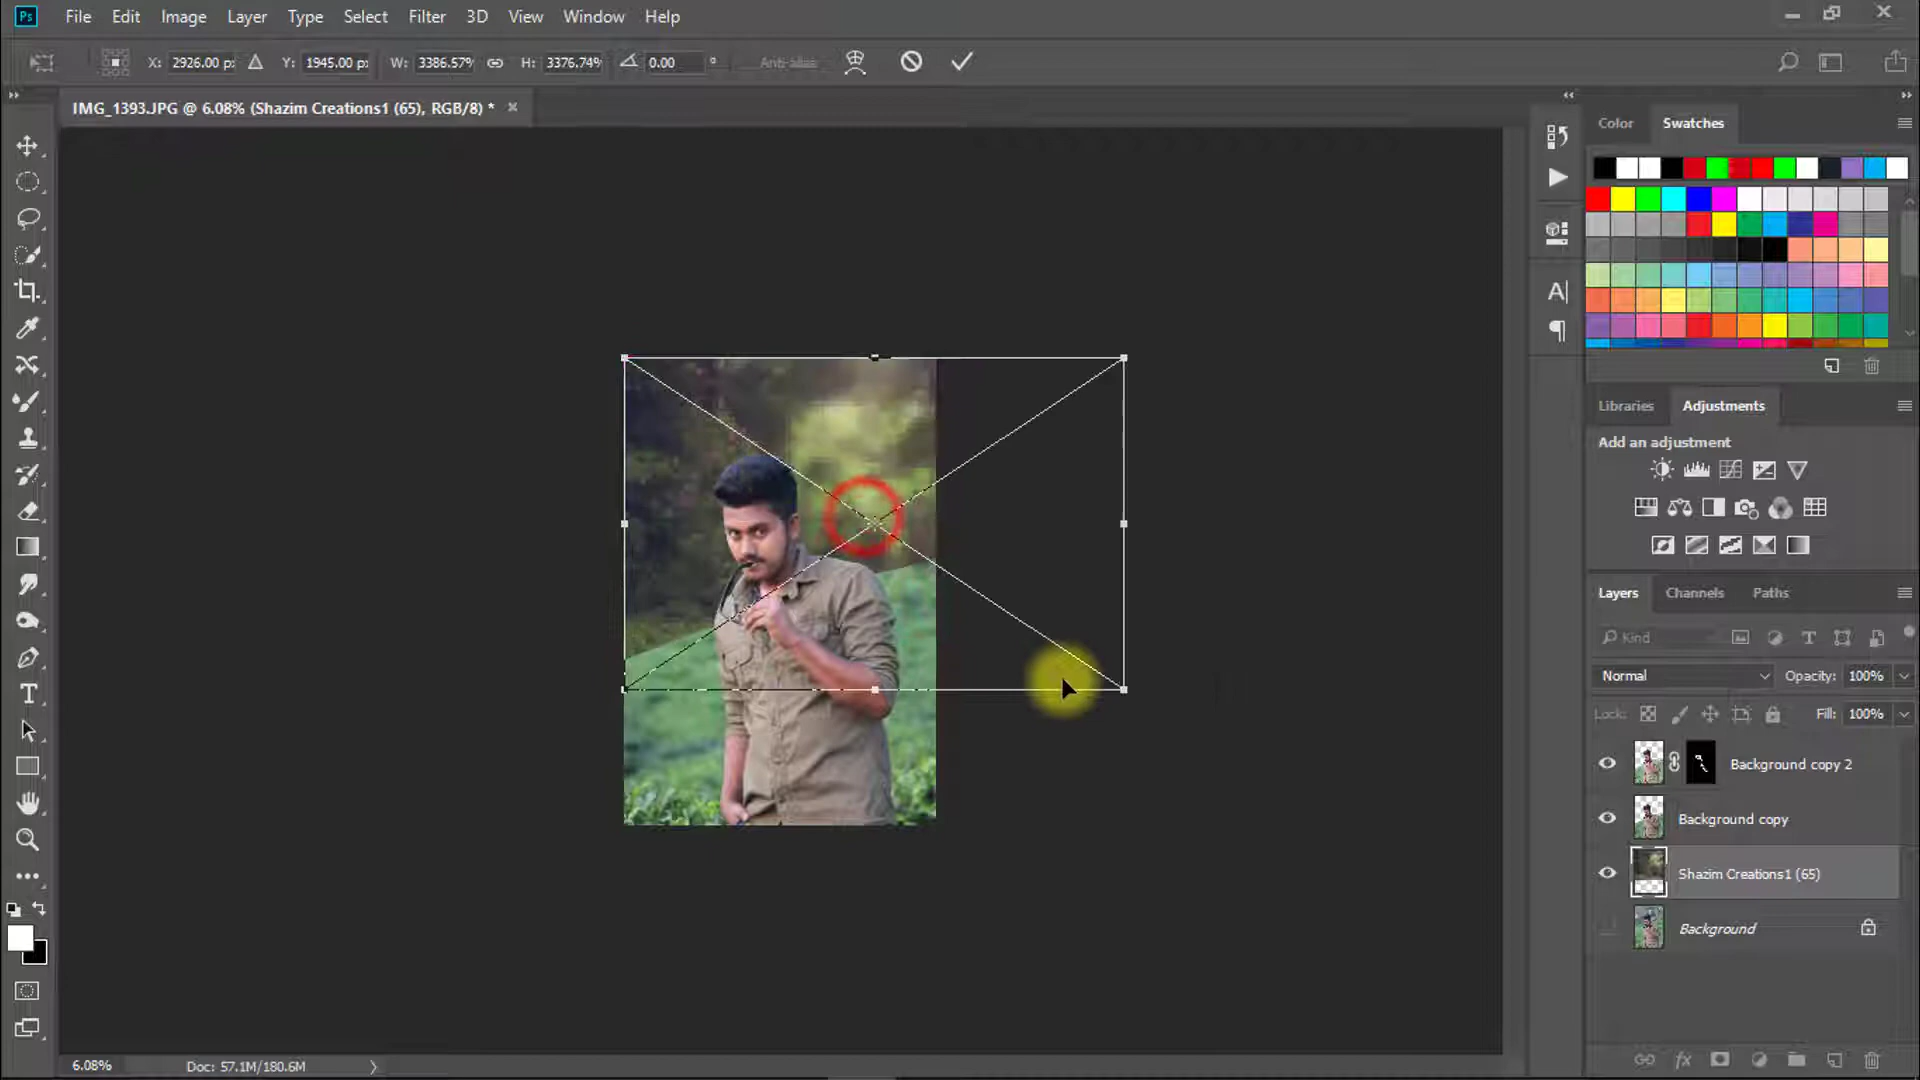 Ps File Edit Image Layer Type Select Filter 3D View Window Help
X: 2926.00 px Y: 1945.00 px W: 3386.57% H: 3376.74% 0.00 ° Anti-alias
IMG_1393.JPG @ 6.08% (Shazim Creations1 (65), RGB/8) * ×
Color Swatches
Libraries Adjustments
Add an adjustment
Layers Channels Paths
Kind
Normal Opacity: 100%
Lock: Fill: 100%
Background copy 2
Background copy
Shazim Creations1 (65)
Background
6.08% Doc: 57.1M/180.6M